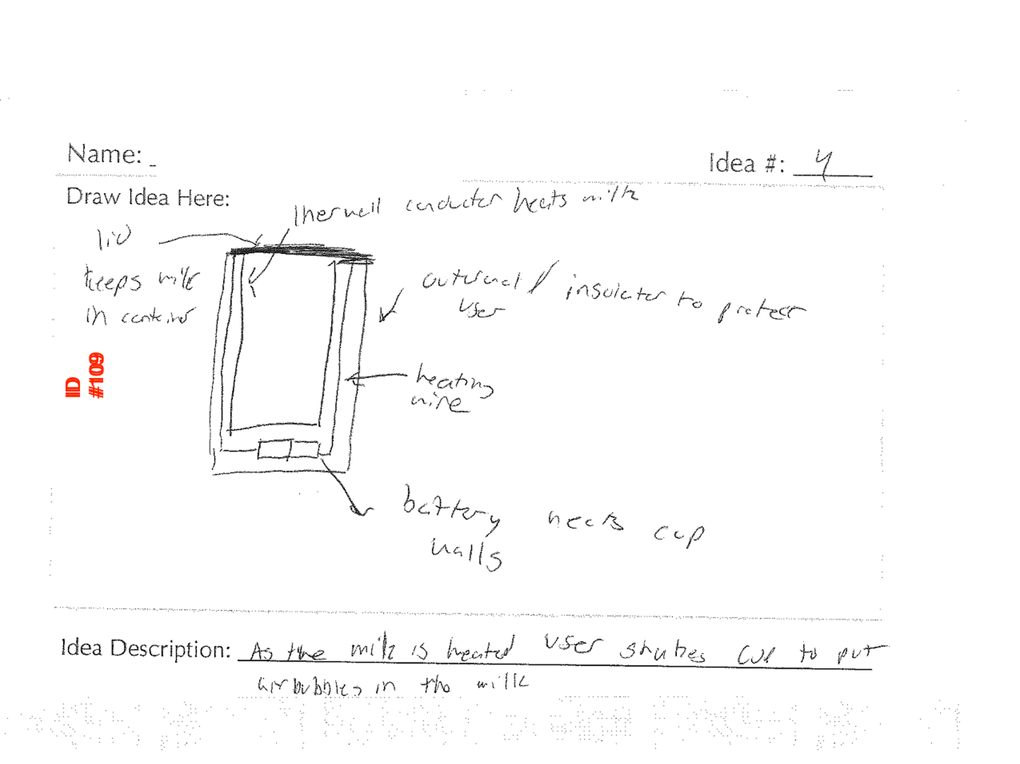 Name: _
Idea #: 4
Draw Idea Here:
thermall conductor heats milk
lid
keeps milk
in container
external / insulator to protect
user
ID
#109
heating
wire
battery heats cup
walls
Idea Description: As the milk is heated user shakes cup to put
air bubbles in the milk